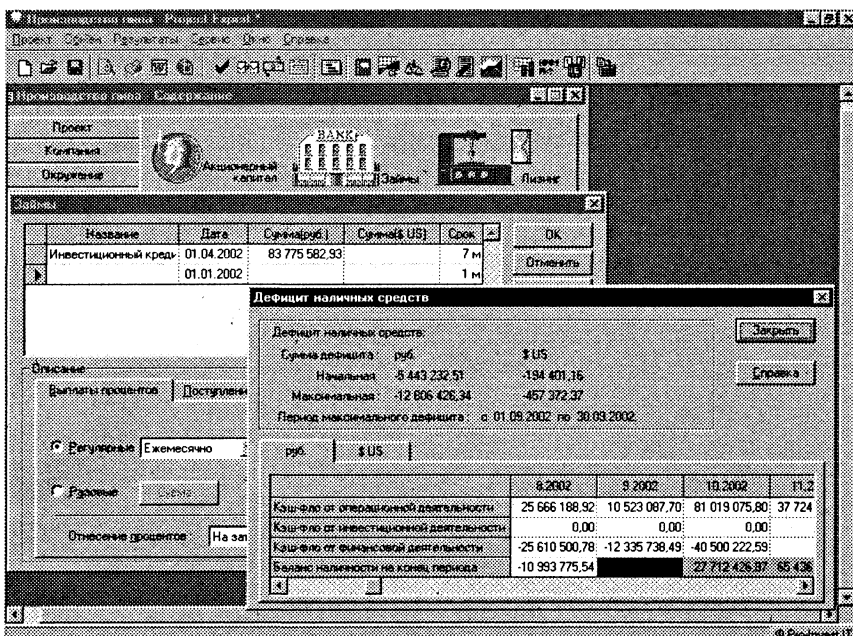 Производство пива - Project Expert *
Проект Обмен Результаты Сервис Окно Справка
Производство пива - Содержание
Проект
Компания
Окружение
Акционерный капитал
BANK
Займы
Лизинг
Займы
Название Дата Сумма(руб.) Сумма($ US) Срок
Инвестиционный креди 01.04.2002 83 775 582,93 7 м
01.01.2002 1 м
OK
Отменить
Дефицит наличных средств
Дефицит наличных средств:
Сумма дефицита : руб. $ US
Начальная -5 443 232,51 -194 401,16
Максимальная : -12 806 426,34 -457 372,37
Период максимального дефицита : с 01.09.2002 по 30.09.2002.
Закрыть
Справка
Описание
Выплаты процентов Поступлени
Регулярные Ежемесячно
Разовые Схема
Отнесение процентов : На зат
руб. $ US
8.2002 9.2002 10.2002 11.2
Кэш-фло от операционной деятельности 25 666 188,92 10 523 087,70 81 019 075,80 37 724
Кэш-фло от инвестиционной деятельности 0,00 0,00 0,00
Кэш-фло от финансовой деятельности -25 610 500,78 -12 335 738,49 -40 500 222,59
Баланс наличности на конец периода -10 993 775,54 27 712 426,87 65 436